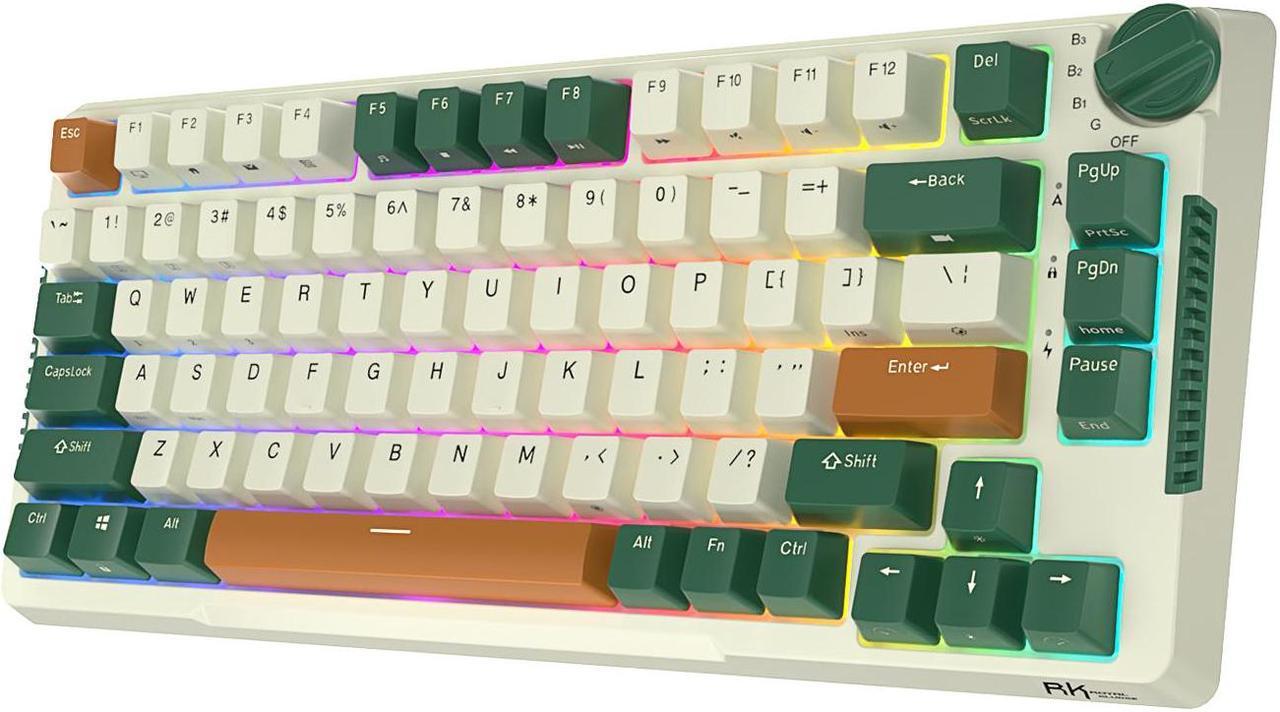 Esc F1 F2 F3 F4 F5 F6 F7 F8 F9 F10 F11 F12 Del ScrLk
B3
B2
B1
G
OFF
`~ 1! 2@ 3# 4$ 5% 6^ 7& 8* 9( 0) -_ =+ ←Back PgUp PrtSc
A
Tab Q W E R T Y U I O P [{ ]} Ins \¦ PgDn home
CapsLock A S D F G H J K L ;: '" Enter Pause End
Shift Z X C V B N M ,< .> /? Shift ↑
Ctrl Alt Alt Fn Ctrl ← ↓ →
RK ROYAL
KLUDGE